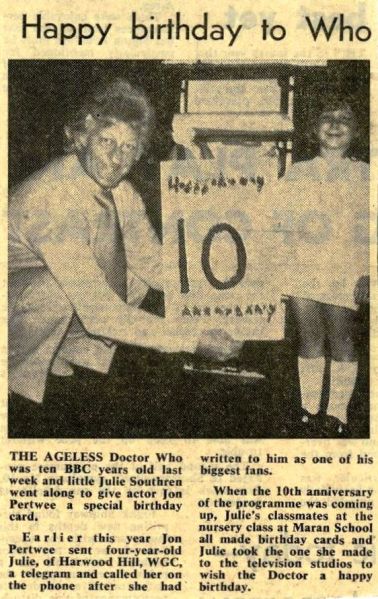 Happy birthday to Who
10
THE AGELESS Doctor Who
was ten BBC years old last
week and little Julie Southren
went along to give actor Jon
Pertwee a special birthday
card.
Earlier this year Jon
Pertwee sent four-year-old
Julie, of Harwood Hill, WGC,
a telegram and called her on
the phone after she had
written to him as one of his
biggest fans.
When the 10th anniversary
of the programme was coming
up, Julie's classmates at the
nursery class at Maran School
all made birthday cards and
Julie took the one she made
to the television studios to
wish the Doctor a happy
birthday.